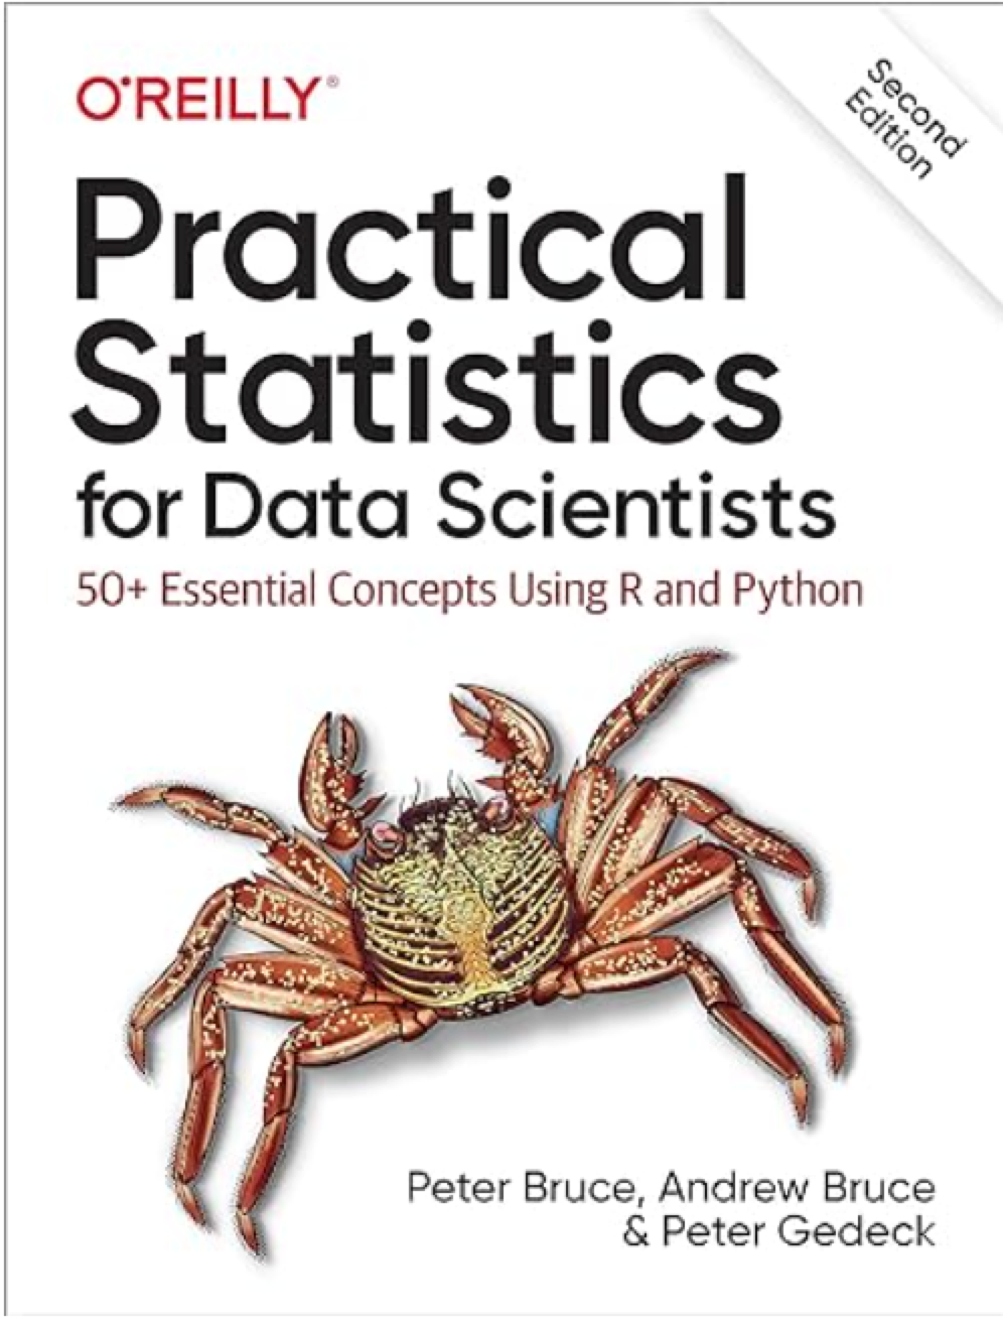 O'REILLY®
Second
Edition
Practical
Statistics
for Data Scientists
50+ Essential Concepts Using R and Python
Peter Bruce, Andrew Bruce
& Peter Gedeck